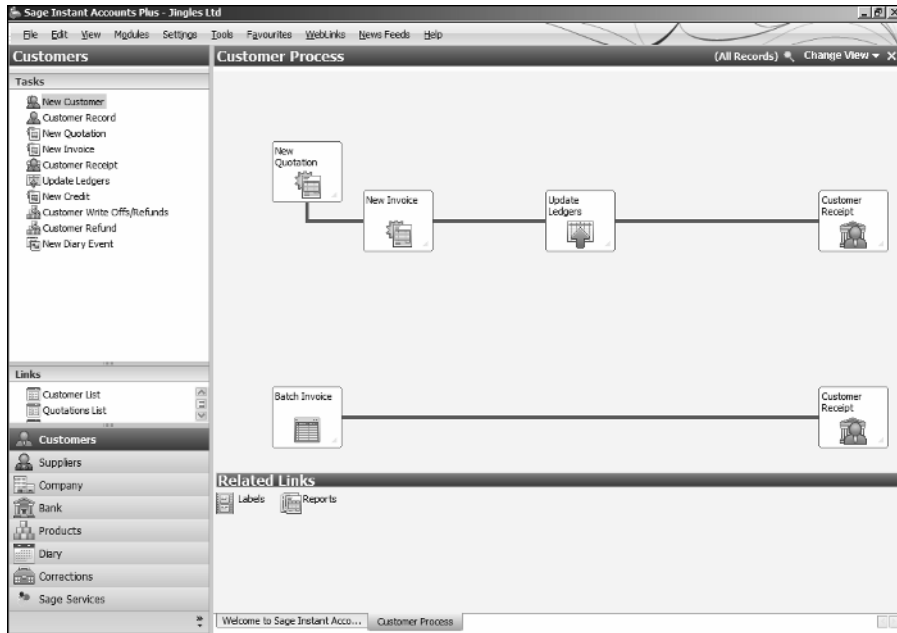 Sage Instant Accounts Plus - Jingles Ltd
File Edit View Modules Settings Tools Favourites WebLinks News Feeds Help
Customers
Customer Process
(All Records) Change View
Tasks
New Customer
Customer Record
New Quotation
New Invoice
Customer Receipt
Update Ledgers
New Credit
Customer Write Offs/Refunds
Customer Refund
New Diary Event
New
Quotation
New Invoice
Update
Ledgers
Customer
Receipt
Batch Invoice
Customer
Receipt
Links
Customer List
Quotations List
Customers
Suppliers
Company
Bank
Products
Diary
Corrections
Sage Services
Related Links
Labels
Reports
Welcome to Sage Instant Acco...
Customer Process